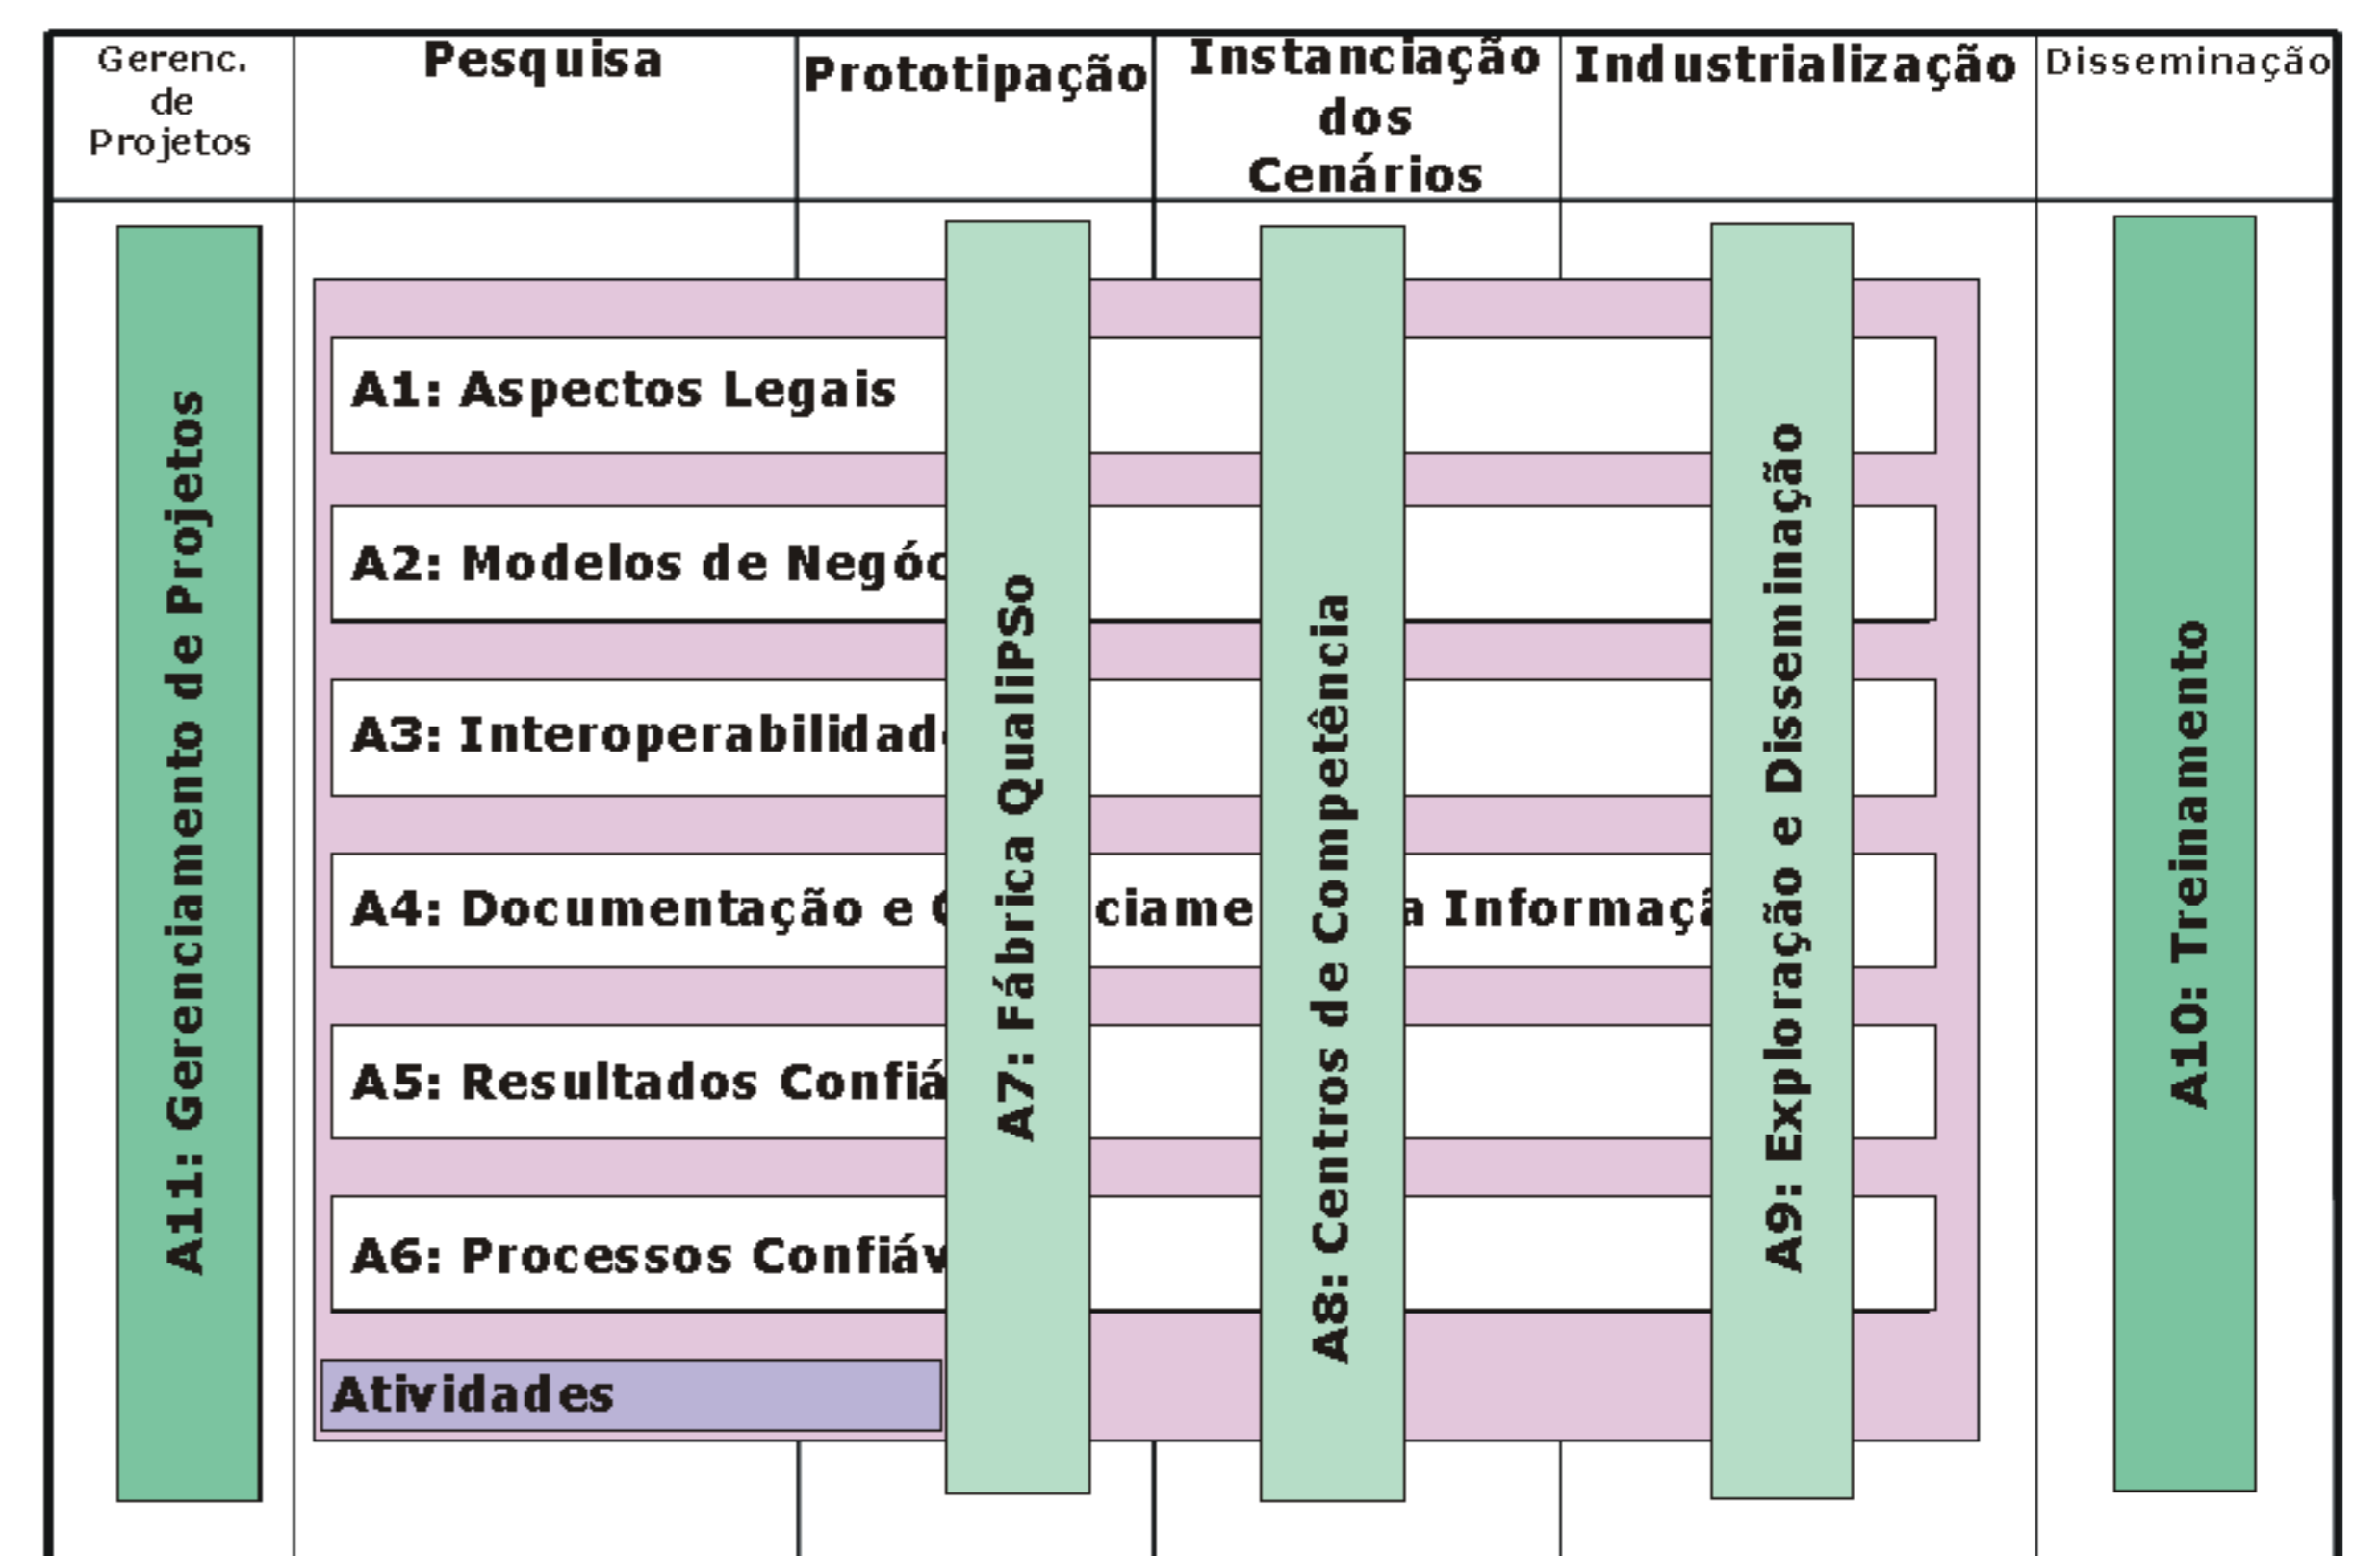 Gerenc.
de
Projetos
Pesquisa
Prototipação
Instanciação
dos
Cenários
Industrialização
Disseminação
A11: Gerenciamento de Projetos
A1: Aspectos Legais
A2: Modelos de Negóc
A3: Interoperabilidad
A4: Documentação e ciame a Informaçã
A5: Resultados Confiá
A6: Processos Confiáv
Atividades
A7: Fábrica QualiPSo
A8: Centros de Competência
A9: Exploração e Disseminação
A10: Treinamento